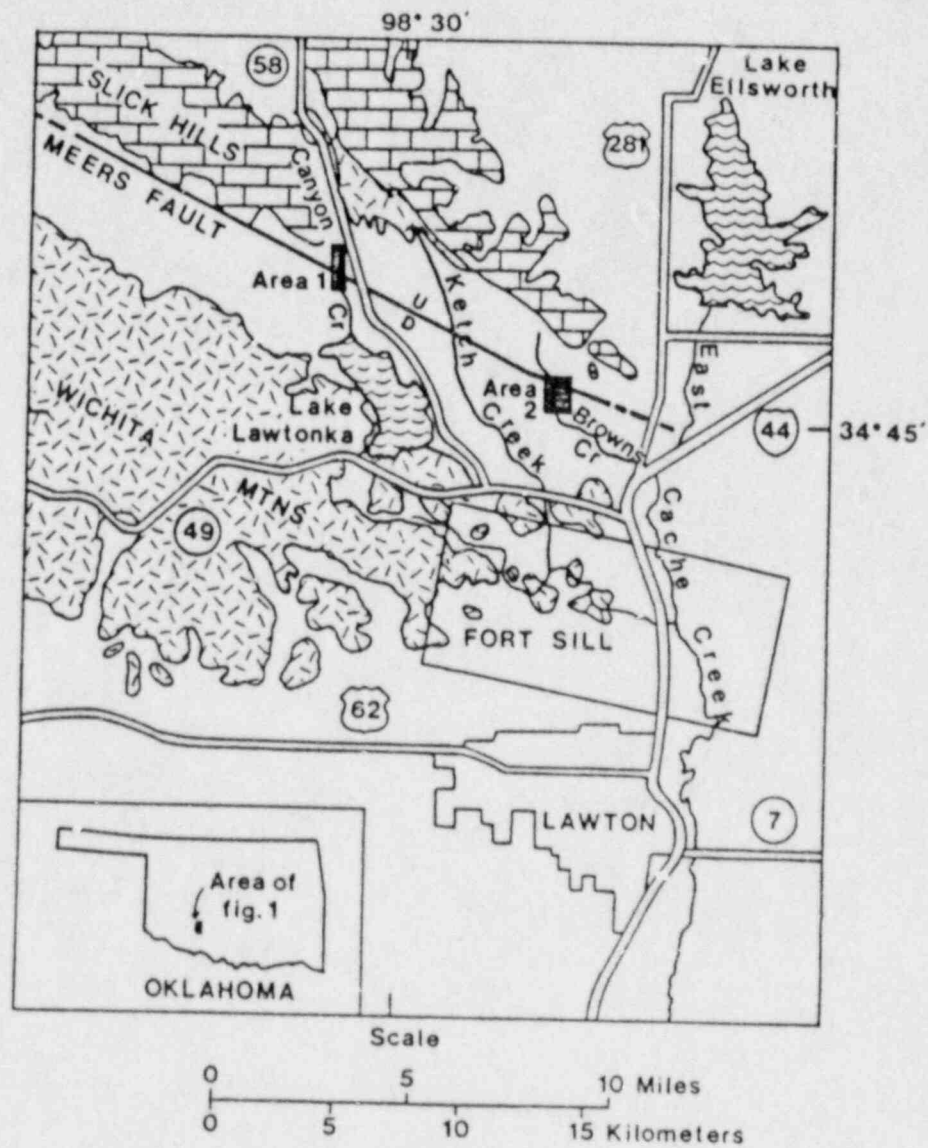 98° 30'
58
SLICK HILLS
Lake
Ellsworth
281
MEERS FAULT
Canyon
Cr
Area 1
Ketch
Creek
U
D
Area
2
Browns
Cr
East
Cache
Creek
44
34° 45'
WICHITA
MTNS
Lake
Lawtonka
49
FORT SILL
62
LAWTON
7
Area of
fig. 1
OKLAHOMA
Scale
0 5 10 Miles
0 5 10 15 Kilometers